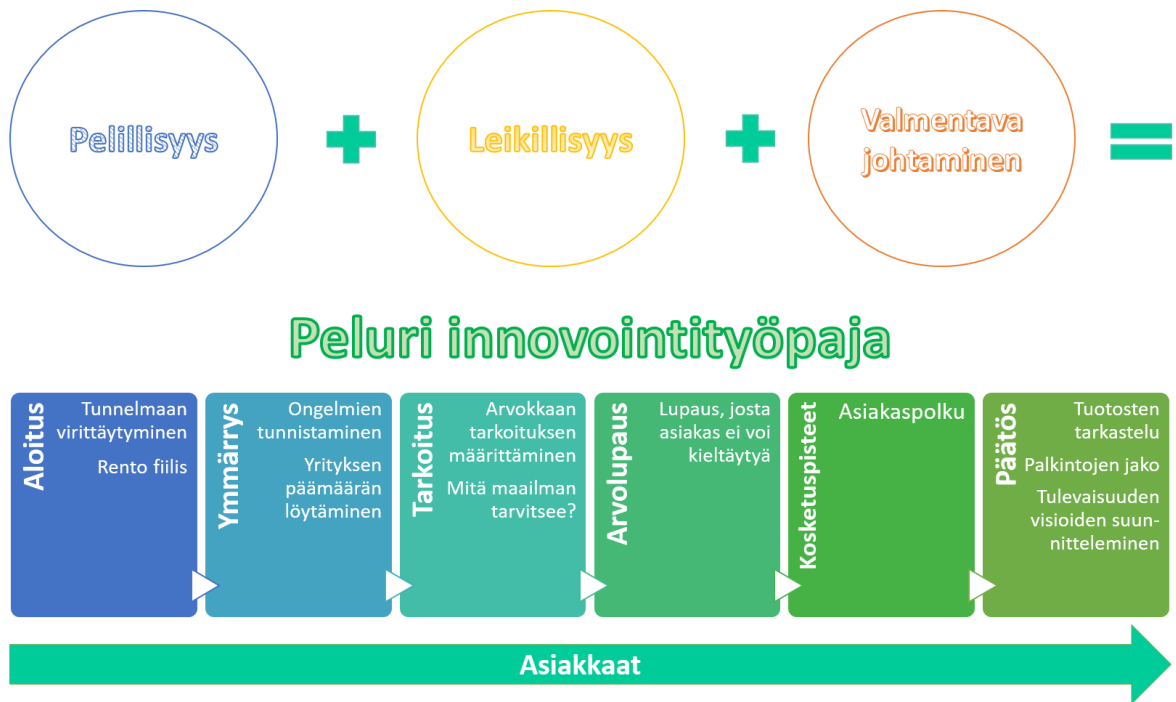 Pelillisyys
+
Leikillisyys
+
Valmentava
johtaminen
=
Peluri innovointityöpaja
Aloitus
Tunnelmaan
virittäytyminen
Rento fiilis
Ymmärrys
Ongelmien
tunnistaminen
Yrityksen
päämäärän
löytäminen
Tarkoitus
Arvokkaan
tarkoituksen
määrittäminen
Mitä maailman
tarvitsee?
Arvolupaus
Lupaus, josta
asiakas ei voi
kieltäytyä
Kosketuspisteet
Asiakaspolku
Päätös
Tuotosten
tarkastelu
Palkintojen jako
Tulevaisuuden
visioiden suun-
nitteleminen
Asiakkaat